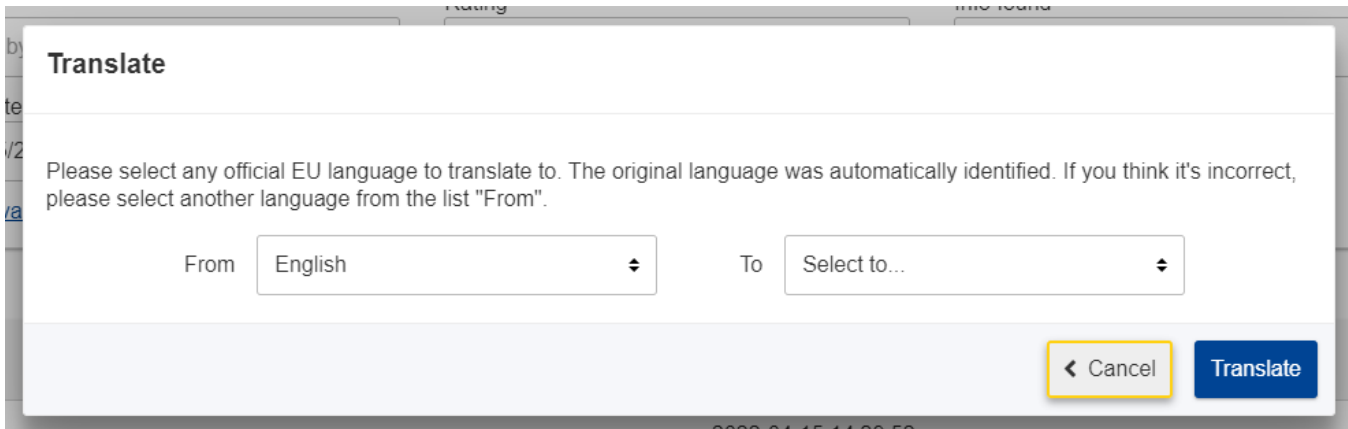 Translate
Please select any official EU language to translate to. The original language was automatically identified. If you think it's incorrect,
please select another language from the list "From".
From English To Select to...
Cancel Translate